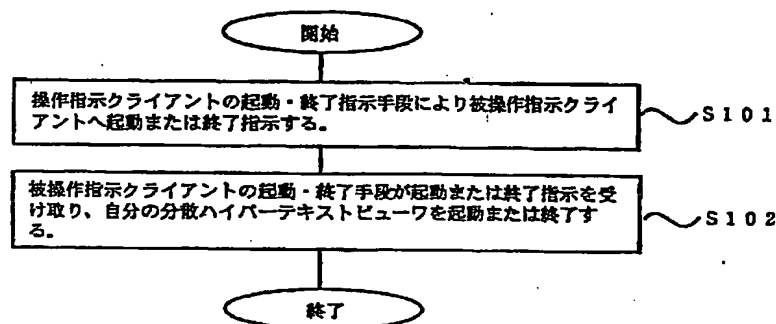 開始
操作指示クライアントの起動・終了指示手段により被操作指示クライ
アントへ起動または終了指示する。
S101
被操作指示クライアントの起動・終了手段が起動または終了指示を受
け取り、自分の分散ハイパーテキストビューワを起動または終了す
る。
S102
終了